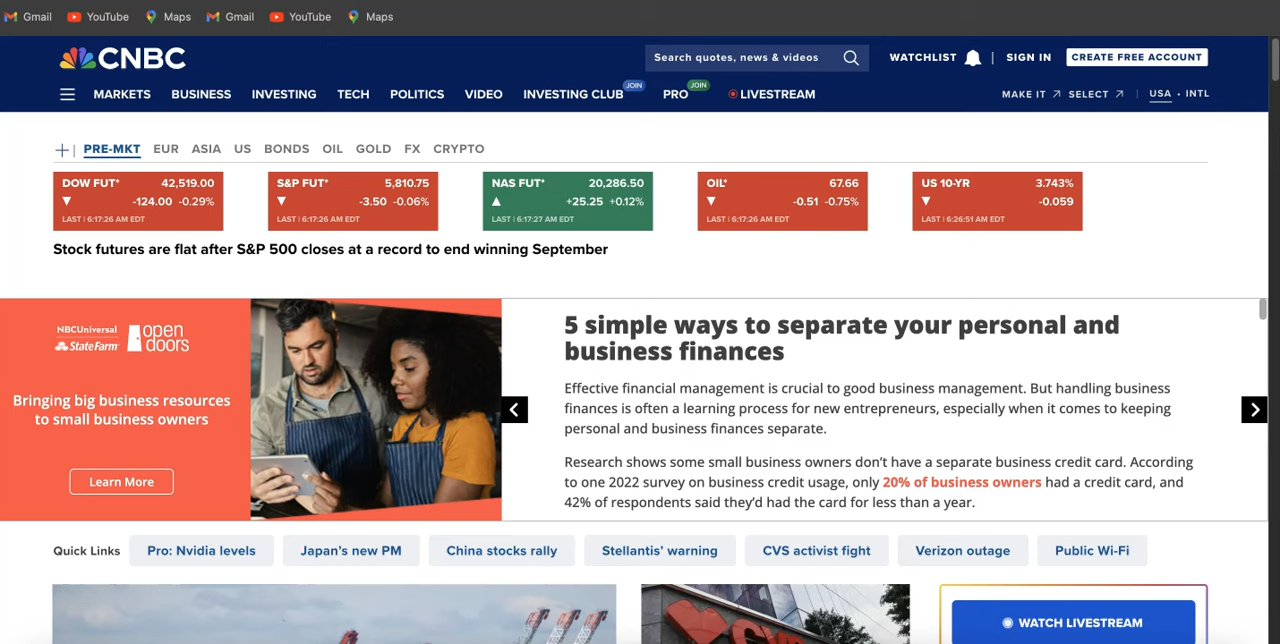 Gmail YouTube Maps Gmail YouTube Maps
CNBC
Search quotes, news & videos
WATCHLIST | SIGN IN CREATE FREE ACCOUNT
MARKETS BUSINESS INVESTING TECH POLITICS VIDEO INVESTING CLUB JOIN PRO JOIN LIVESTREAM
MAKE IT SELECT | USA • INTL
+ | PRE-MKT EUR ASIA US BONDS OIL GOLD FX CRYPTO
DOW FUT* 42,519.00
▼ -124.00 -0.29%
LAST | 6:17:26 AM EDT
S&P FUT* 5,810.75
▼ -3.50 -0.06%
LAST | 6:17:26 AM EDT
NAS FUT* 20,286.50
▲ +25.25 +0.12%
LAST | 6:17:27 AM EDT
OIL* 67.66
▼ -0.51 -0.75%
LAST | 6:17:26 AM EDT
US 10-YR 3.743%
▼ -0.059
LAST | 6:26:51 AM EDT
Stock futures are flat after S&P 500 closes at a record to end winning September
NBCUniversal
StateFarm
open
doors
Bringing big business resources
to small business owners
Learn More
5 simple ways to separate your personal and
business finances
Effective financial management is crucial to good business management. But handling business
finances is often a learning process for new entrepreneurs, especially when it comes to keeping
personal and business finances separate.
Research shows some small business owners don’t have a separate business credit card. According
to one 2022 survey on business credit usage, only 20% of business owners had a credit card, and
42% of respondents said they’d had the card for less than a year.
Quick Links Pro: Nvidia levels Japan’s new PM China stocks rally Stellantis’ warning CVS activist fight Verizon outage Public Wi-Fi
WATCH LIVESTREAM